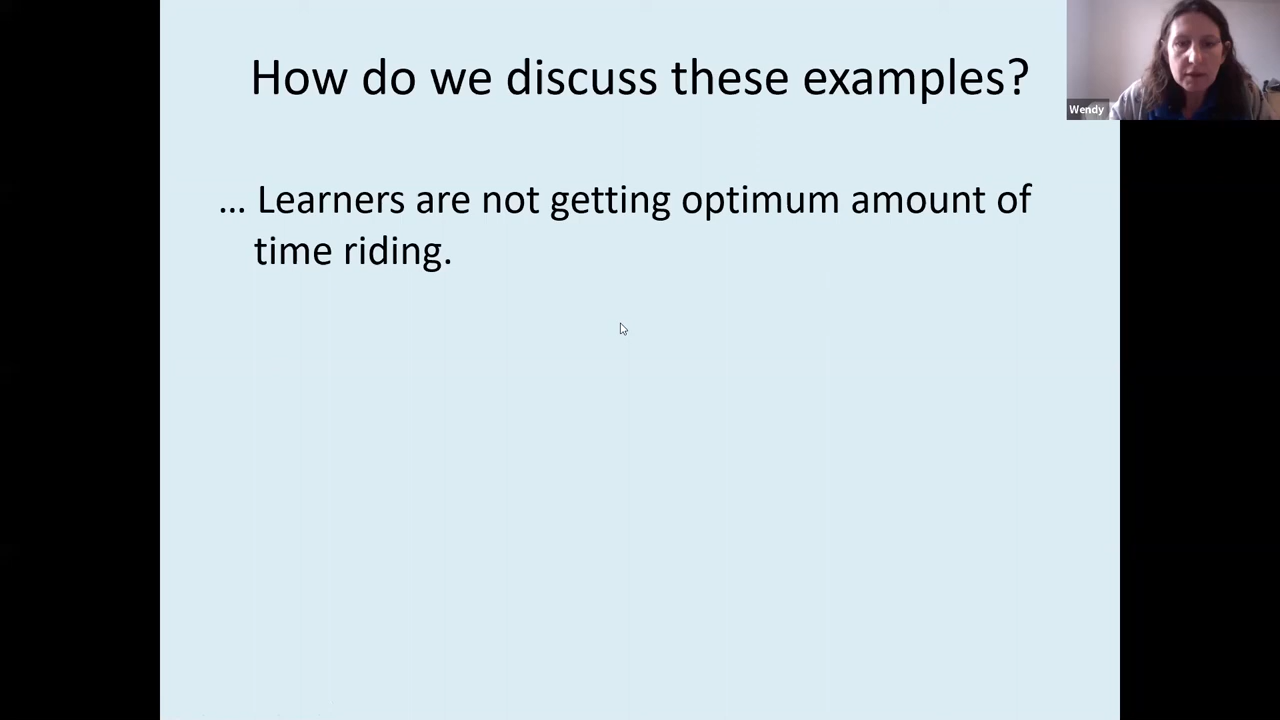 How do we discuss these examples?
Wendy
... Learners are not getting optimum amount of
time riding.